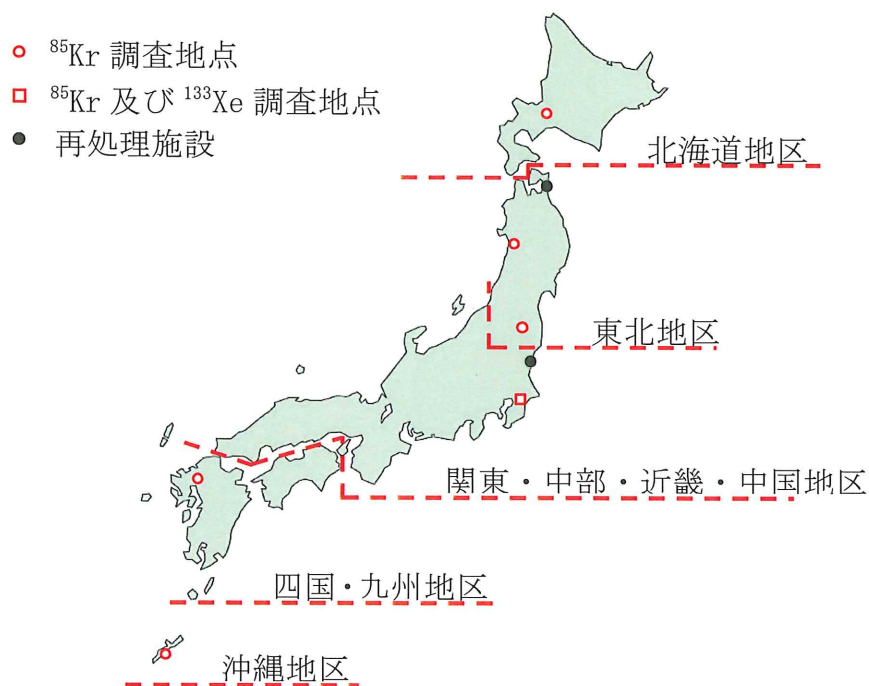 ⁸⁵Kr 調査地点
⁸⁵Kr 及び ¹³³Xe 調査地点
再処理施設
北海道地区
東北地区
関東・中部・近畿・中国地区
四国・九州地区
沖縄地区